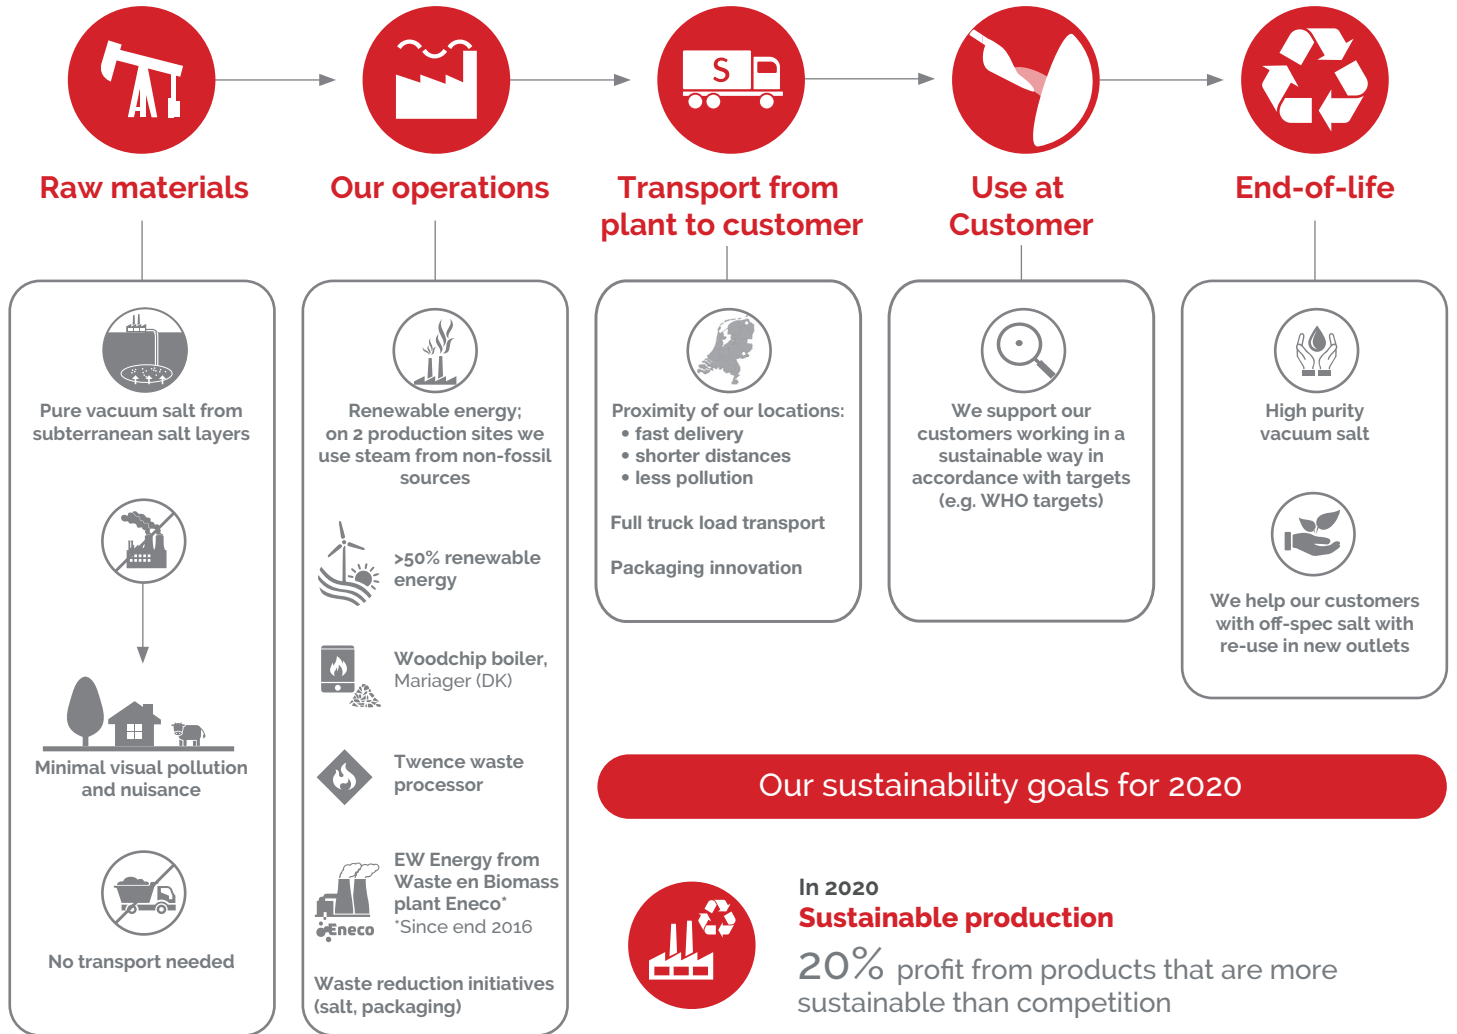 S
Raw materials
Our operations
Transport from
plant to customer
Use at
Customer
End-of-life
Pure vacuum salt from
subterranean salt layers
Minimal visual pollution
and nuisance
No transport needed
Renewable energy;
on 2 production sites we
use steam from non-fossil
sources
>50% renewable
energy
Woodchip boiler,
Mariager (DK)
Twence waste
processor
EW Energy from
Waste en Biomass
plant Eneco*
*Since end 2016
Eneco
Waste reduction initiatives
(salt, packaging)
Proximity of our locations:
• fast delivery
• shorter distances
• less pollution
Full truck load transport
Packaging innovation
We support our
customers working in a
sustainable way in
accordance with targets
(e.g. WHO targets)
High purity
vacuum salt
We help our customers
with off-spec salt with
re-use in new outlets
Our sustainability goals for 2020
In 2020
Sustainable production
20% profit from products that are more
sustainable than competition